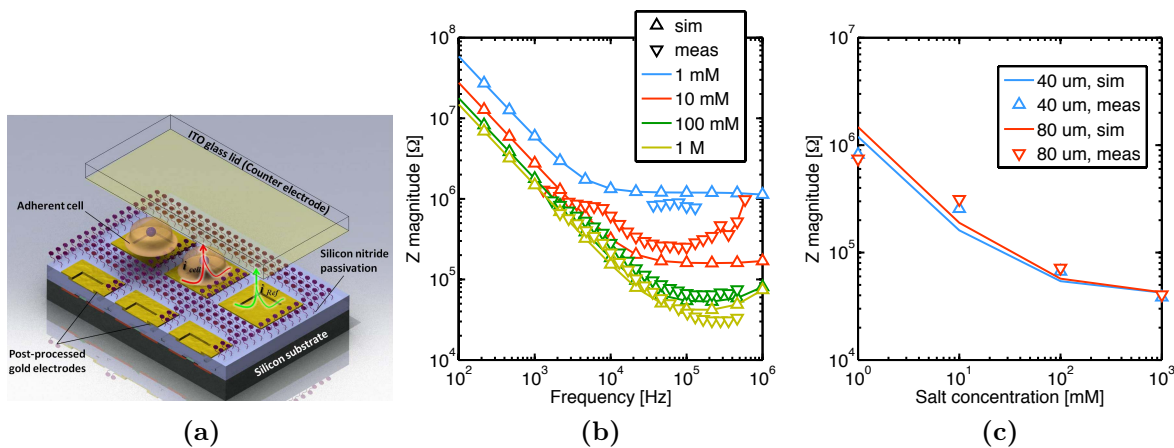 ITO glass lid (Counter electrode)
Adherent cell
Silicon nitride
passivation
i cell
i Ref
Post-processed
gold electrodes
Silicon substrate
(a)
Z magnitude [Ω]
10^8
10^7
10^6
10^5
10^4
sim
meas
1 mM
10 mM
100 mM
1 M
10^2
10^3
10^4
10^5
10^6
Frequency [Hz]
(b)
Z magnitude [Ω]
10^7
10^6
10^5
10^4
40 um, sim
40 um, meas
80 um, sim
80 um, meas
10^0
10^1
10^2
10^3
Salt concentration [mM]
(c)